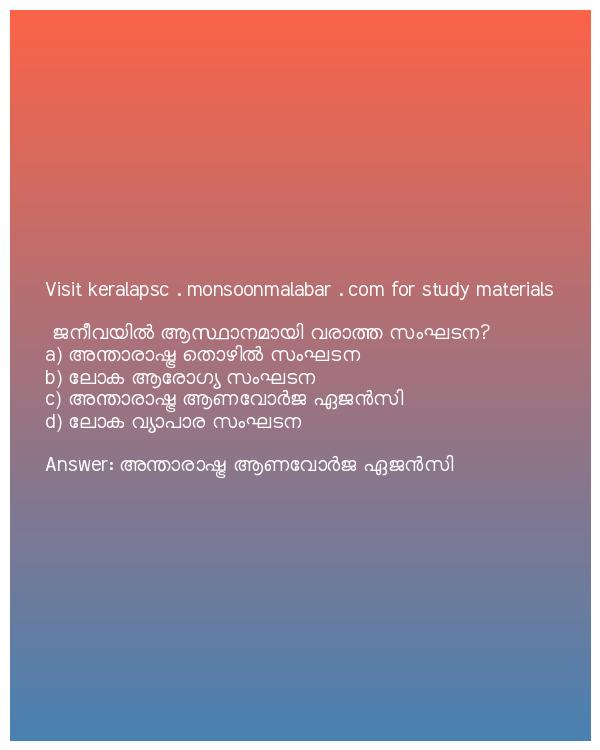 Visit keralapsc . monsoonmalabar . com for study materials
ജനീവയിൽ ആസ്ഥാനമായി വരാത്ത സംഘടന?
a) അന്താരാഷ്ട്ര തൊഴിൽ സംഘടന
b) ലോക ആരോഗ്യ സംഘടന
c) അന്താരാഷ്ട്ര ആണവോർജ ഏജൻസി
d) ലോക വ്യാപാര സംഘടന
Answer: അന്താരാഷ്ട്ര ആണവോർജ ഏജൻസി